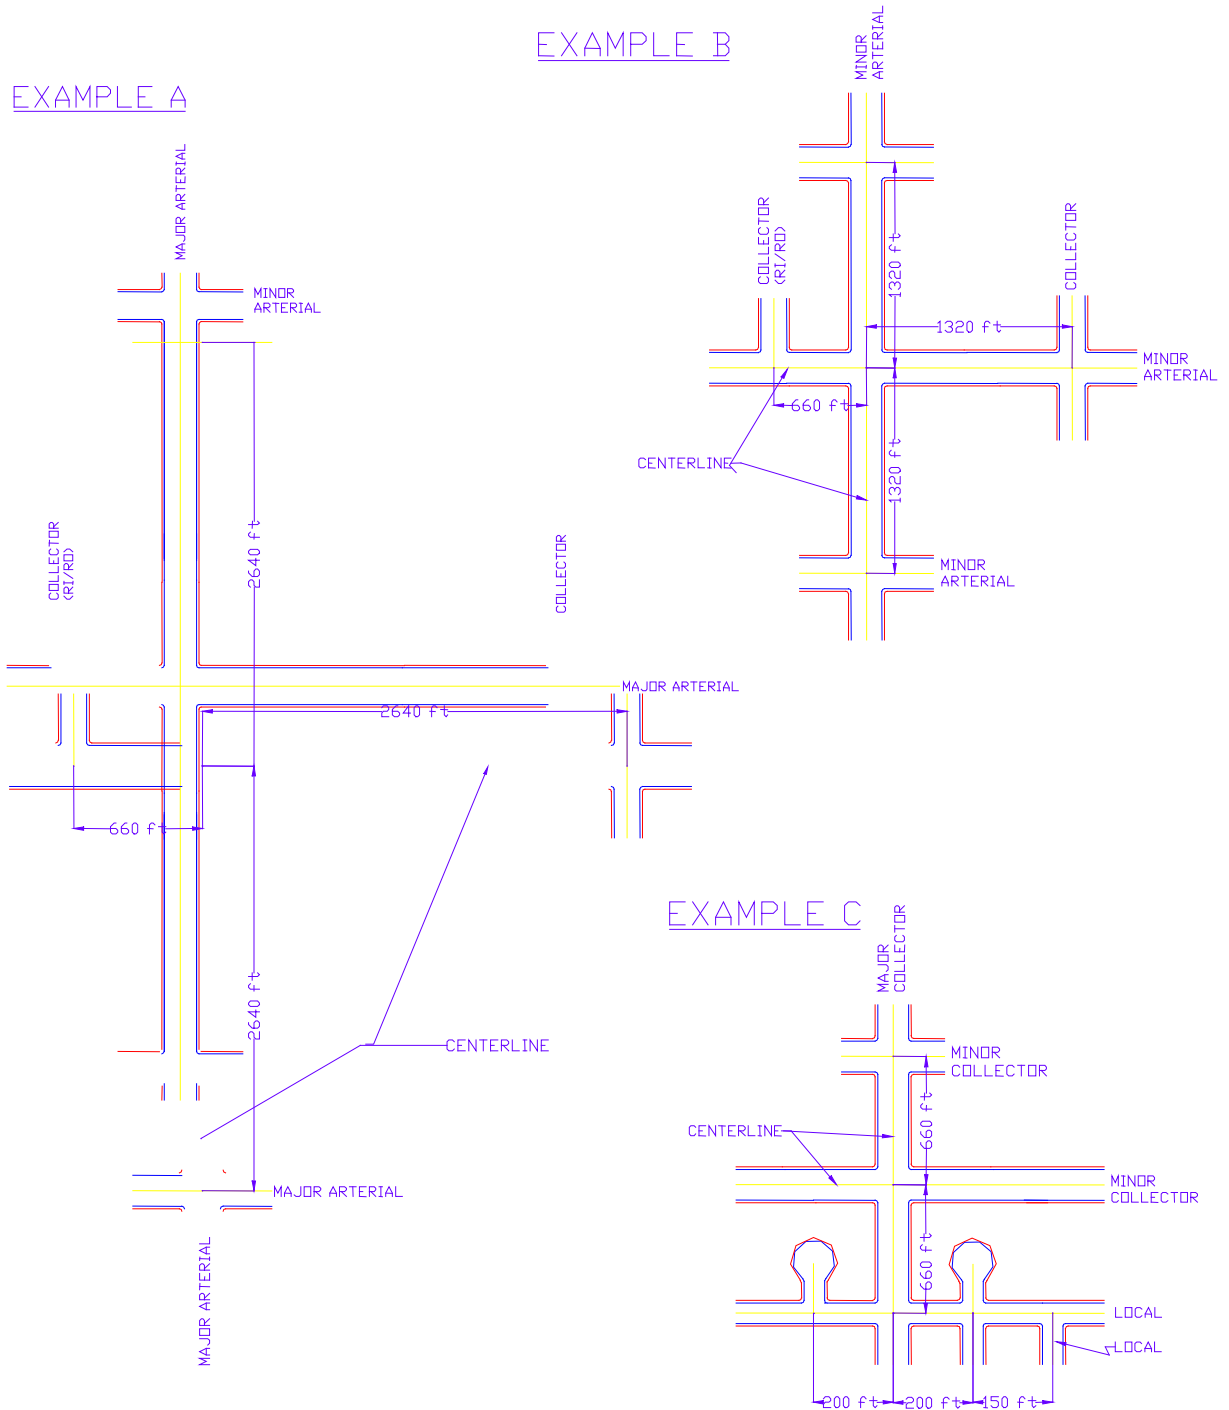 EXAMPLE A
MAJOR ARTERIAL
MINOR
ARTERIAL
2640 ft
COLLECTOR
(RI/RO)
COLLECTOR
MAJOR ARTERIAL
2640 ft
660 ft
2640 ft
CENTERLINE
MAJOR ARTERIAL
MAJOR ARTERIAL
EXAMPLE B
MINOR
ARTERIAL
COLLECTOR
(RI/RO)
COLLECTOR
1320 ft
1320 ft
MINOR
ARTERIAL
660 ft
CENTERLINE
1320 ft
MINOR
ARTERIAL
EXAMPLE C
MAJOR
COLLECTOR
MINOR
COLLECTOR
660 ft
CENTERLINE
MINOR
COLLECTOR
660 ft
LOCAL
LOCAL
200 ft
200 ft
150 ft